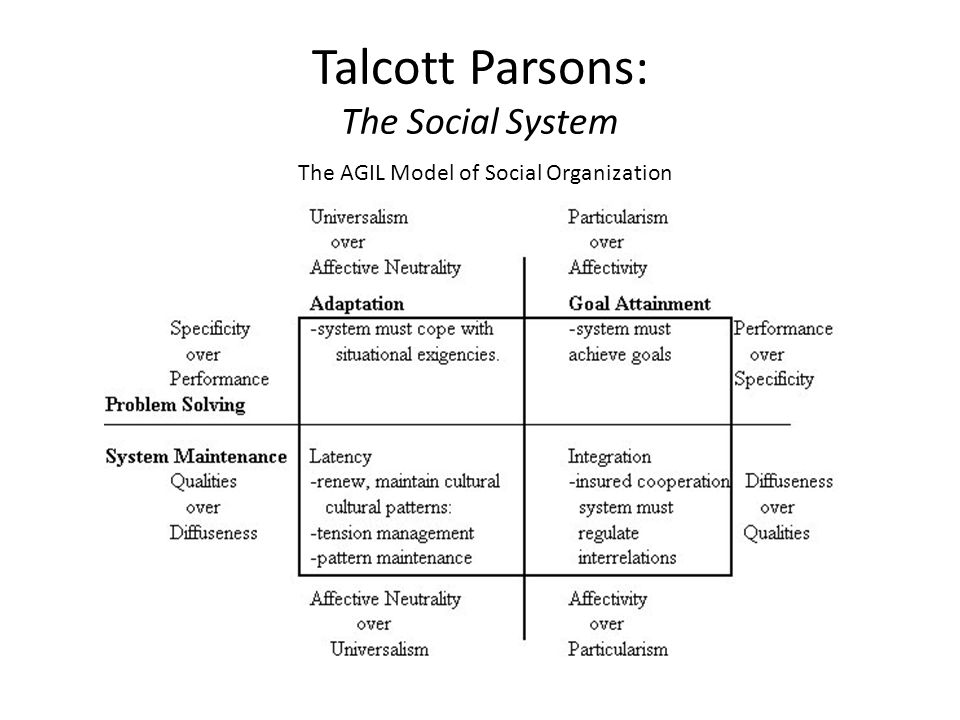 Talcott Parsons:
The Social System
The AGIL Model of Social Organization
Universalism
over
Affective Neutrality
Particularism
over
Affectivity
Adaptation
Goal Attainment
Specificity
over
Performance
-system must cope with
situational exigencies.
-system must
achieve goals
Performance
over
Specificity
Problem Solving
System Maintenance
Qualities
over
Diffuseness
Latency
-renew, maintain cultural
cultural patterns:
-tension management
-pattern maintenance
Integration
-insured cooperation
system must
regulate
interrelations
Diffuseness
over
Qualities
Affective Neutrality
over
Universalism
Affectivity
over
Particularism